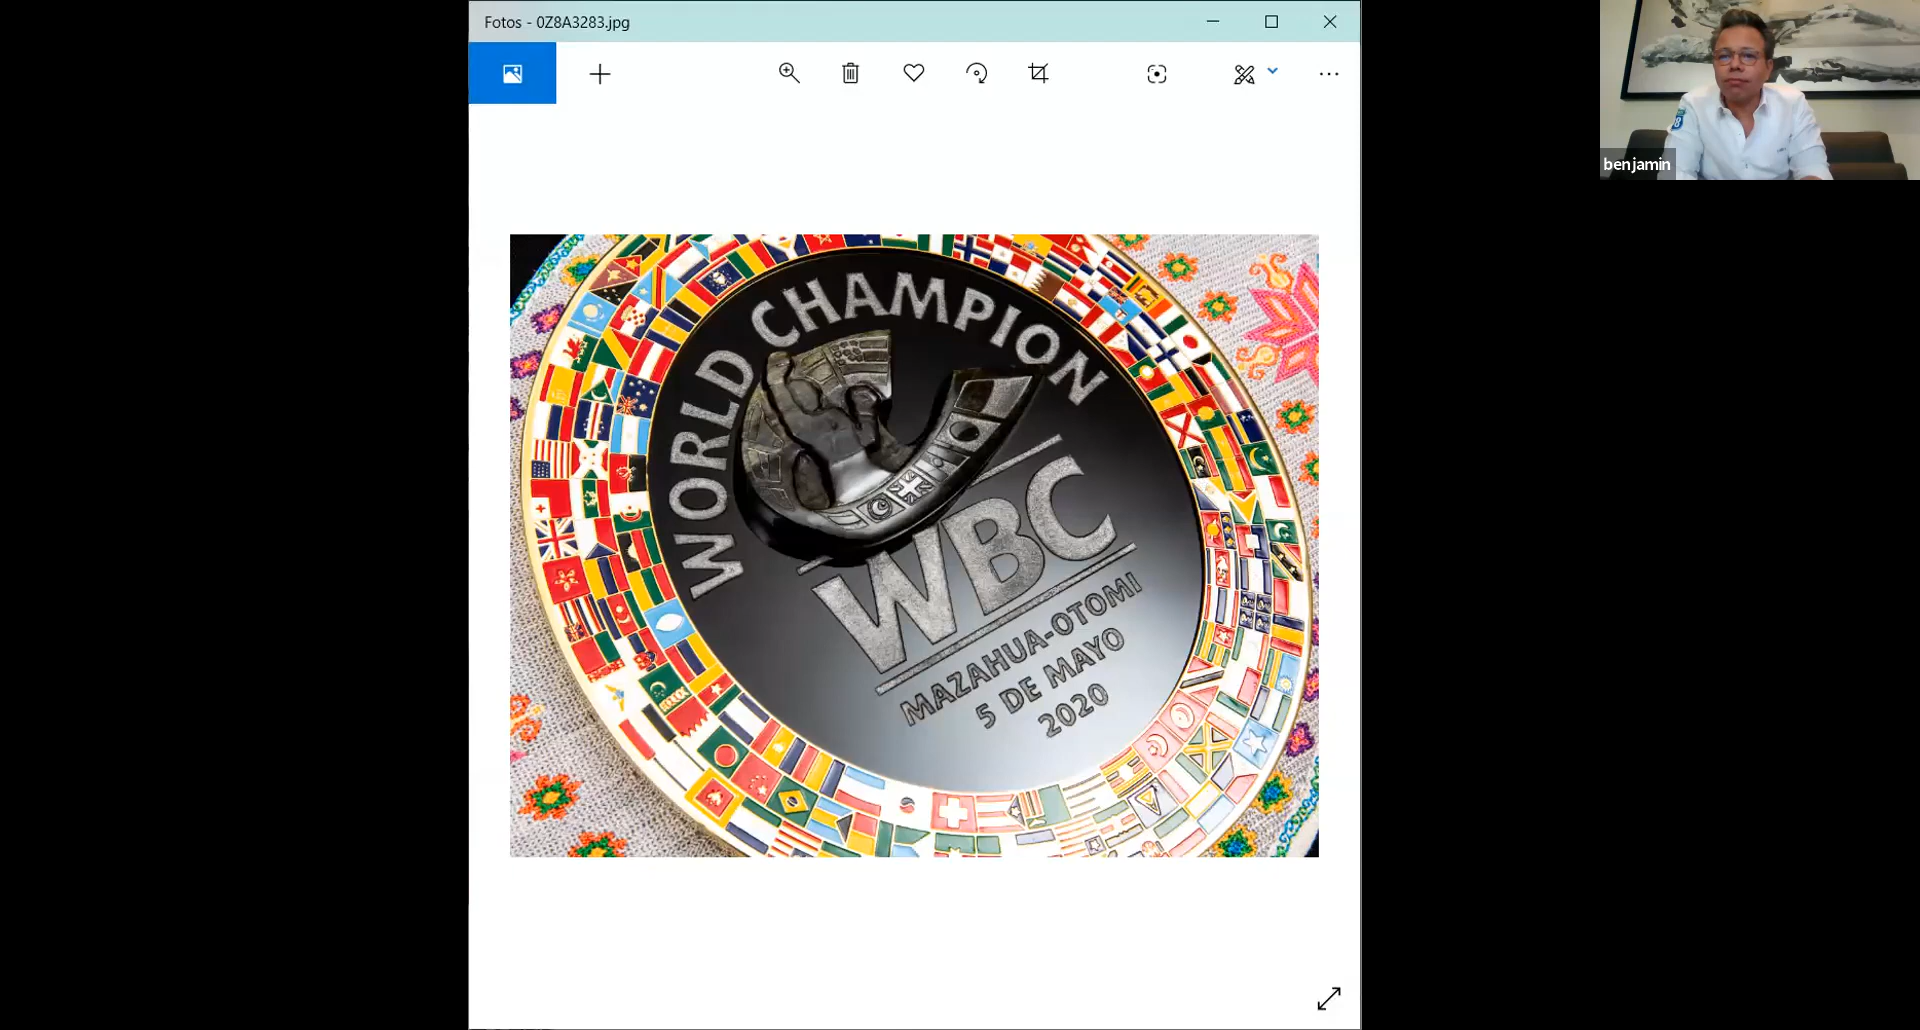 Fotos - 0Z8A3283.jpg
benjamin
WORLD CHAMPION
WBC
MAZAHUA-OTOMI
5 DE MAYO
2020